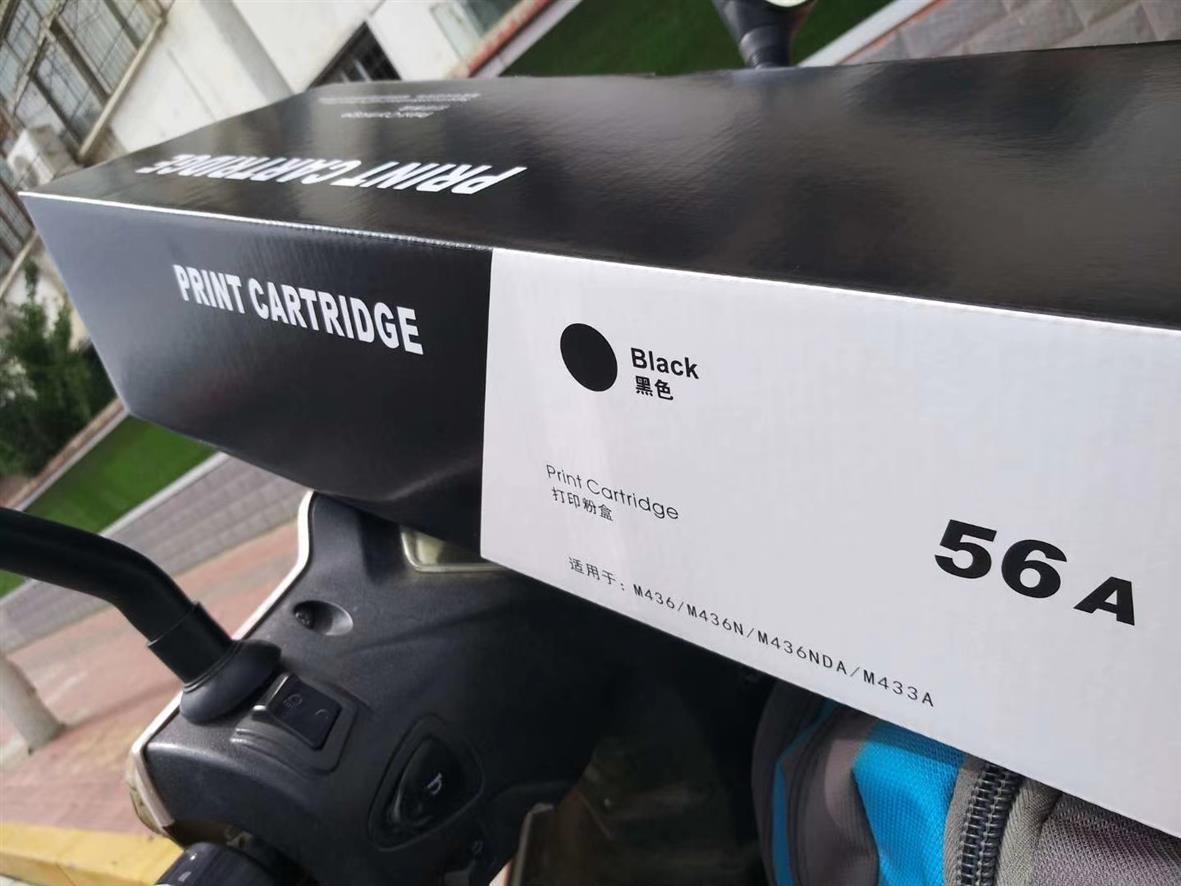 PRINT CARTRIDGE
PRINT CARTRIDGE
Black
黑色
Print Cartridge
打印粉盒
56A
适用于：M436/M436N/M436NDA/M433A